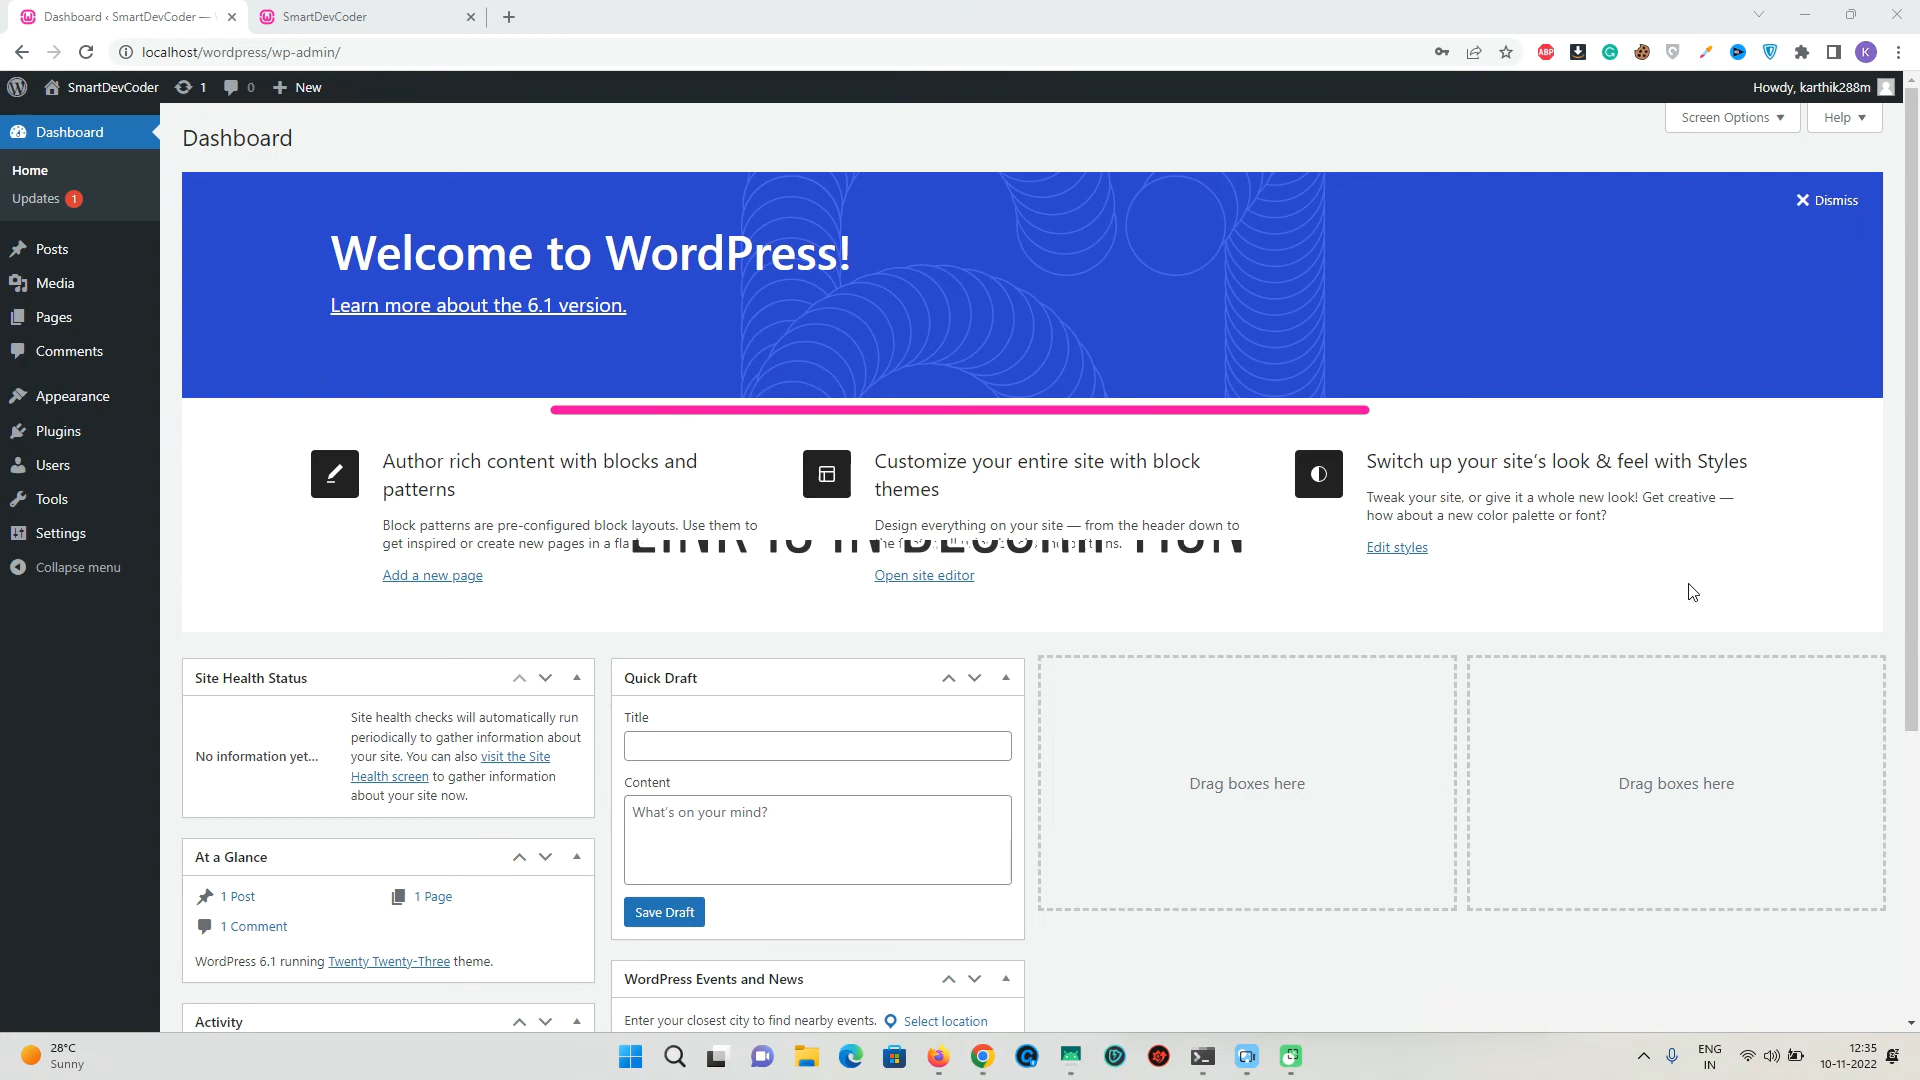 Dashboard ‹ SmartDevCoder —
SmartDevCoder
localhost/wordpress/wp-admin/
ABP
K
SmartDevCoder
1
0
New
Howdy, karthik288m
Dashboard
Home
Updates 1
Posts
Media
Pages
Comments
Appearance
Plugins
Users
Tools
Settings
Collapse menu
Dashboard
Screen Options
Help
Dismiss
Welcome to WordPress!
Learn more about the 6.1 version.
Author rich content with blocks and
patterns
Block patterns are pre-configured block layouts. Use them to
get inspired or create new pages in a
Add a new page
Customize your entire site with block
themes
Design everything on your site — from the header down to
Open site editor
Switch up your site’s look & feel with Styles
Tweak your site, or give it a whole new look! Get creative —
how about a new color palette or font?
Edit styles
Site Health Status
No information yet...
Site health checks will automatically run
periodically to gather information about
your site. You can also visit the Site
Health screen to gather information
about your site now.
At a Glance
1 Post
1 Page
1 Comment
WordPress 6.1 running Twenty Twenty-Three theme.
Activity
Quick Draft
Title
Content
What’s on your mind?
Save Draft
WordPress Events and News
Enter your closest city to find nearby events.
Select location
Drag boxes here
Drag boxes here
28°C
Sunny
ENG
IN
12:35
10-11-2022